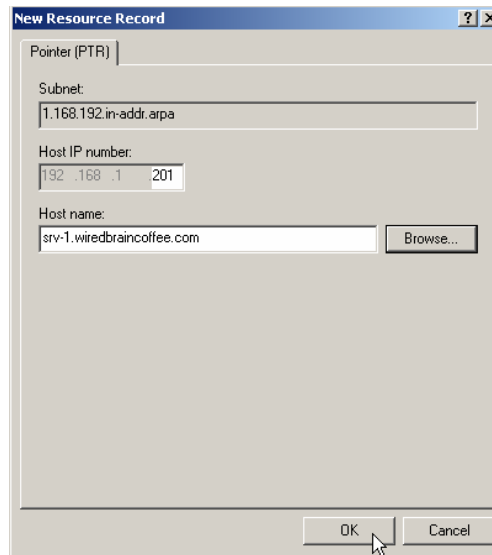 New Resource Record
Pointer (PTR)
Subnet:
1.168.192.in-addr.arpa
Host IP number:
192 .168 .1 .201
Host name:
srv-1.wiredbraincoffee.com
Browse...
OK
Cancel